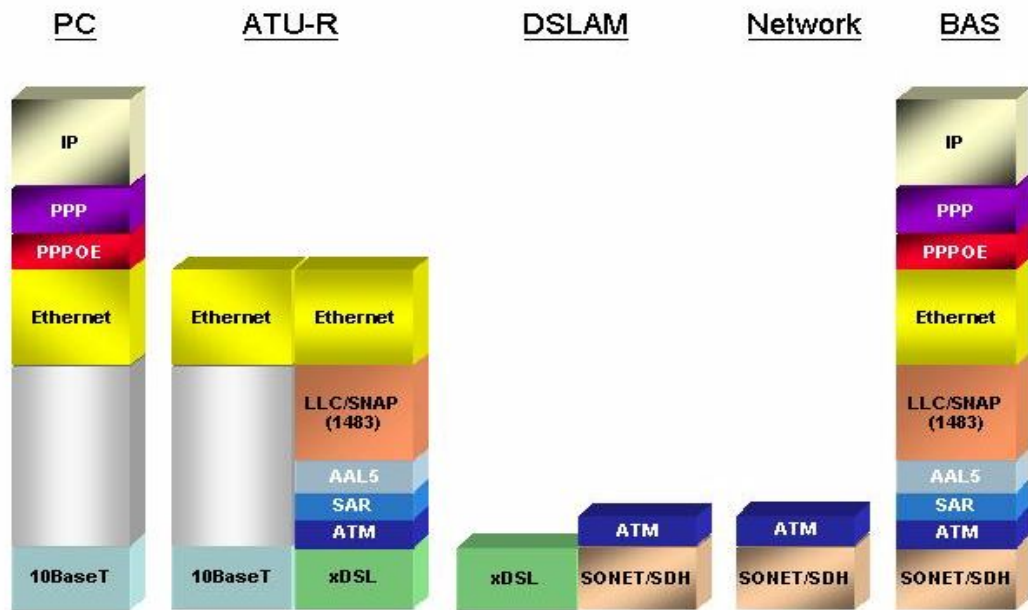 PC
ATU-R
DSLAM
Network
BAS
IP
PPP
PPPOE
Ethernet
10BaseT
Ethernet
10BaseT
Ethernet
LLC/SNAP
(1483)
AAL5
SAR
ATM
xDSL
xDSL
ATM
SONET/SDH
ATM
SONET/SDH
IP
PPP
PPPOE
Ethernet
LLC/SNAP
(1483)
AAL5
SAR
ATM
SONET/SDH